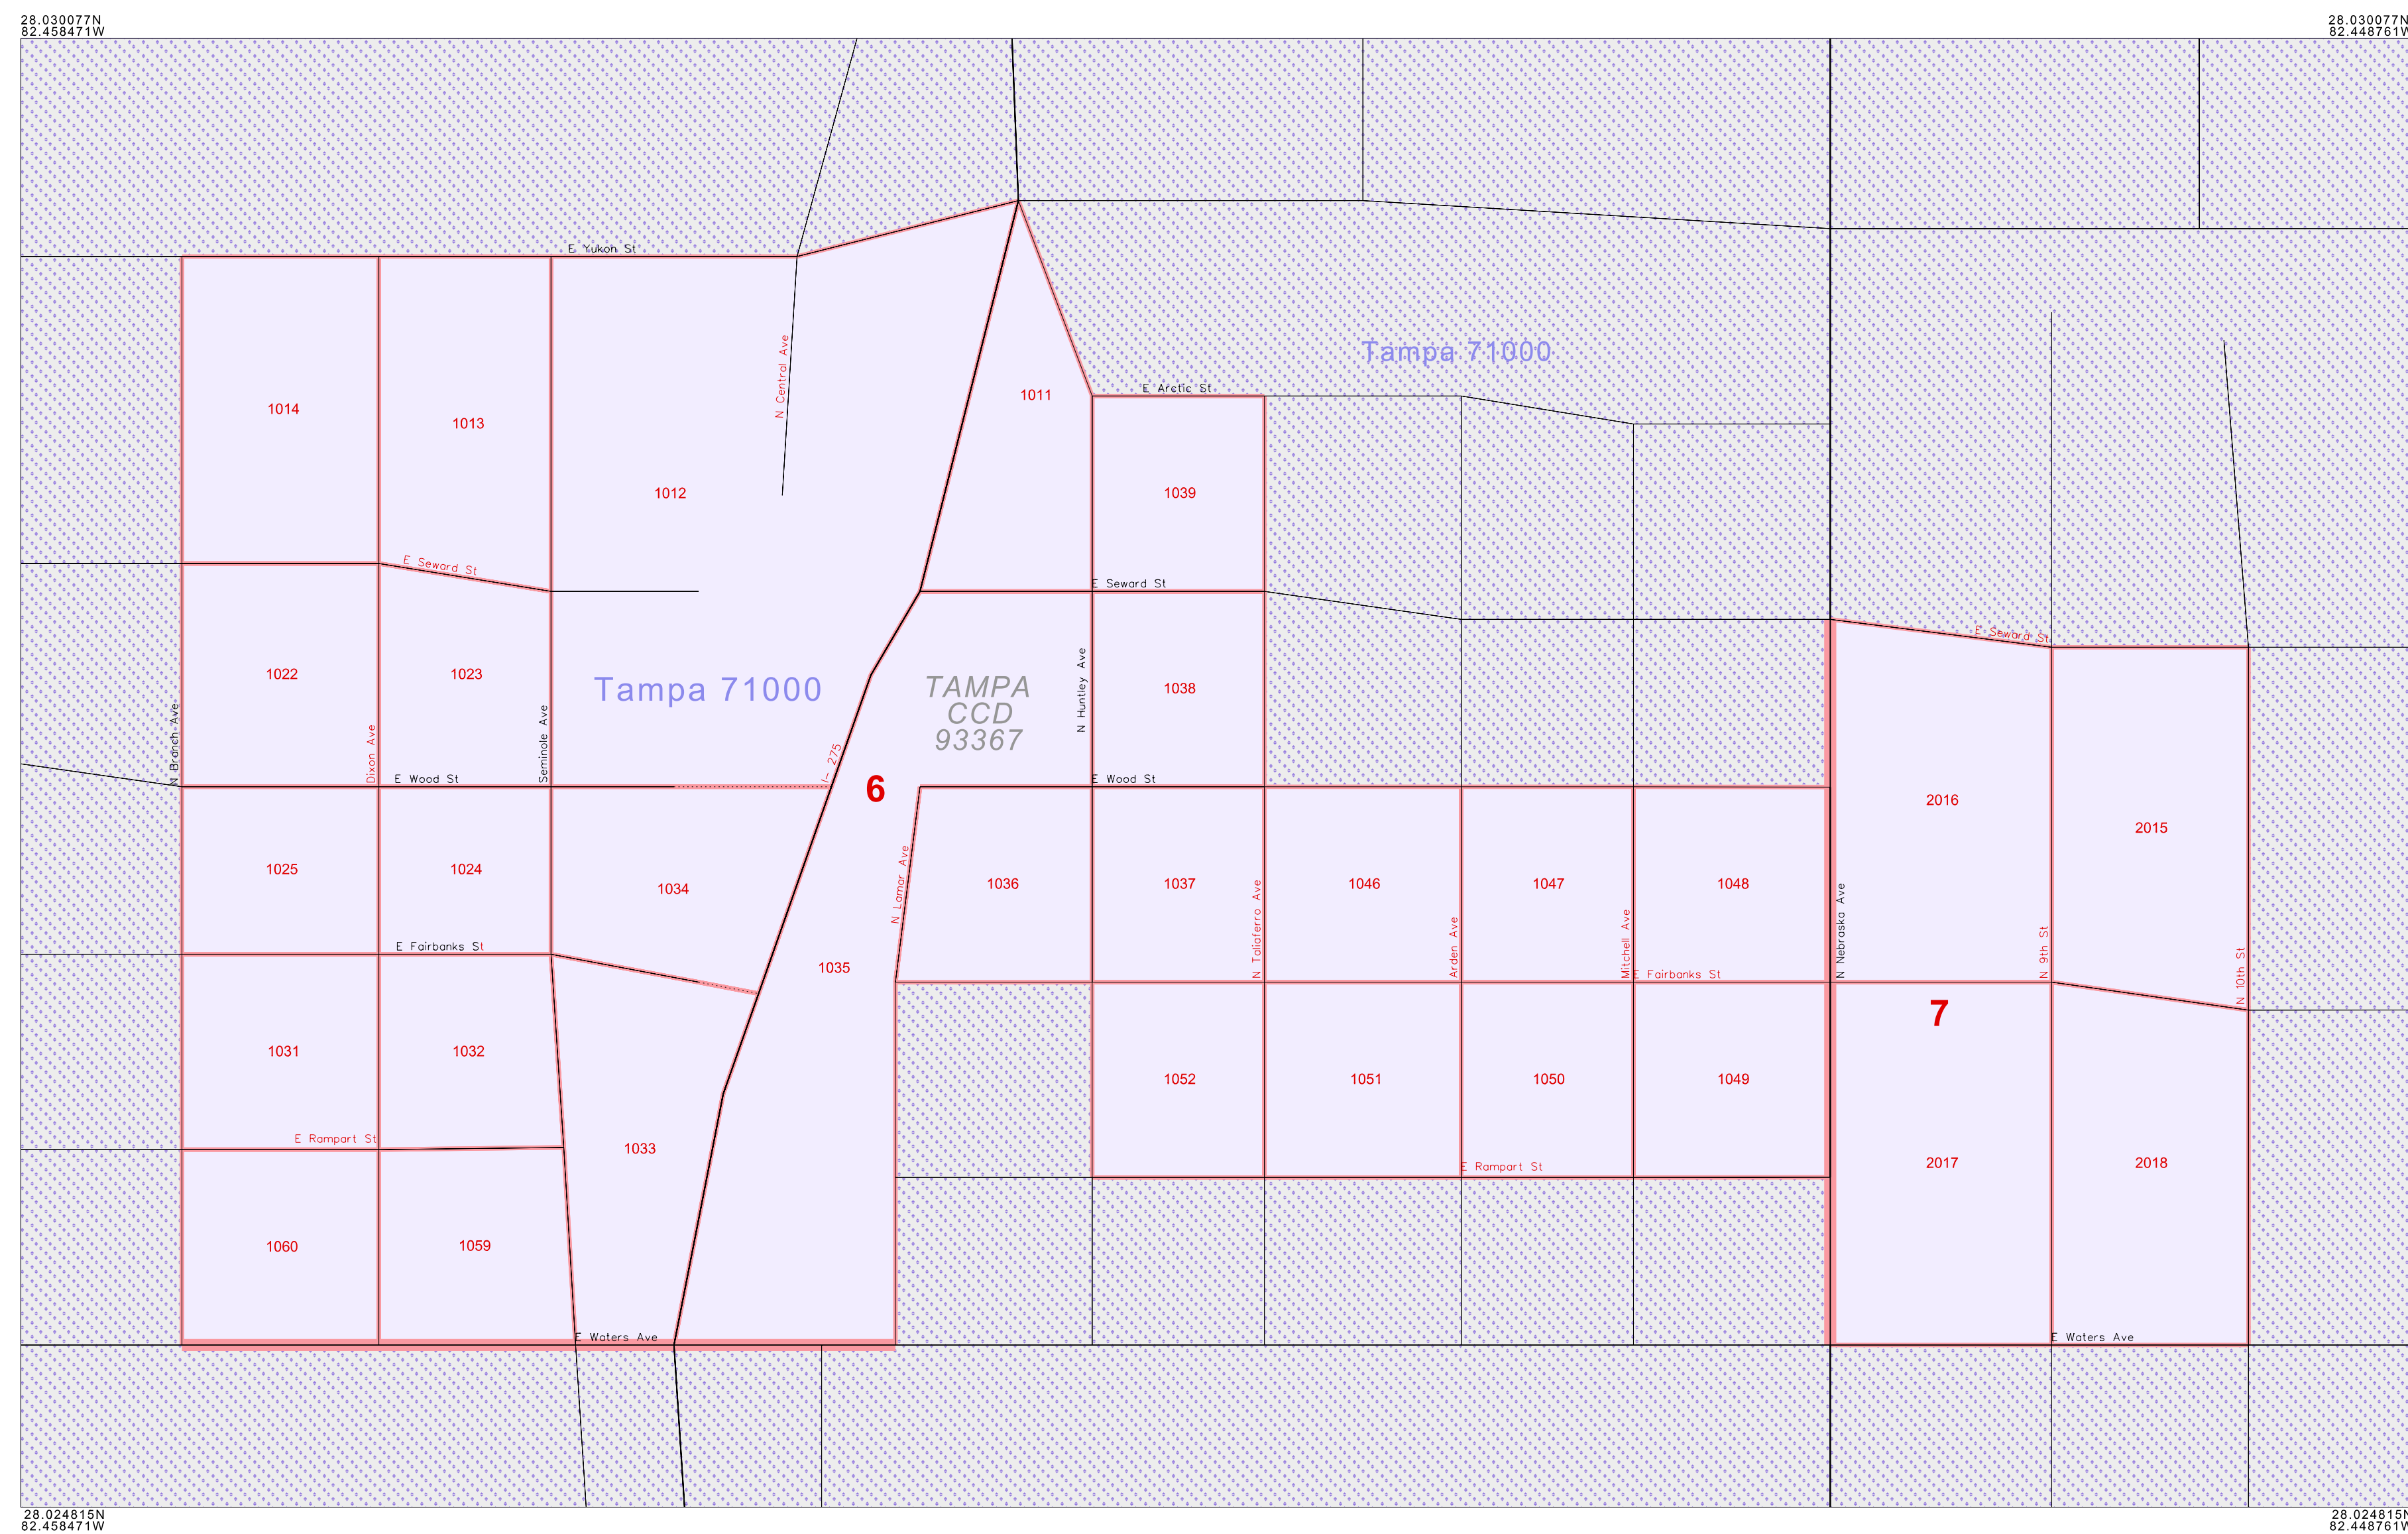 28.030077N
82.458471W
28.030077N
82.448761W
E Yukon St
N Central Ave
Tampa 71000
E Arctic St
1014
1013
1012
1011
1039
E Seward St
E Seward St
E Seward St
1022
1023
Tampa 71000
TAMPA
CCD
93367
N Huntley Ave
1038
N Branch Ave
Dixon Ave
Seminole Ave
I- 275
E Wood St
E Wood St
6
2016
2015
1025
1024
1034
N Lamar Ave
1036
1037
N Taliaferro Ave
1046
Arden Ave
1047
Mitchell Ave
1048
N Nebraska Ave
N 9th St
N 10th St
E Fairbanks St
1035
E Fairbanks St
7
1031
1032
1052
1051
1050
1049
E Rampart St
1033
E Rampart St
2017
2018
1060
1059
E Waters Ave
E Waters Ave
28.024815N
82.458471W
28.024815N
82.448761W